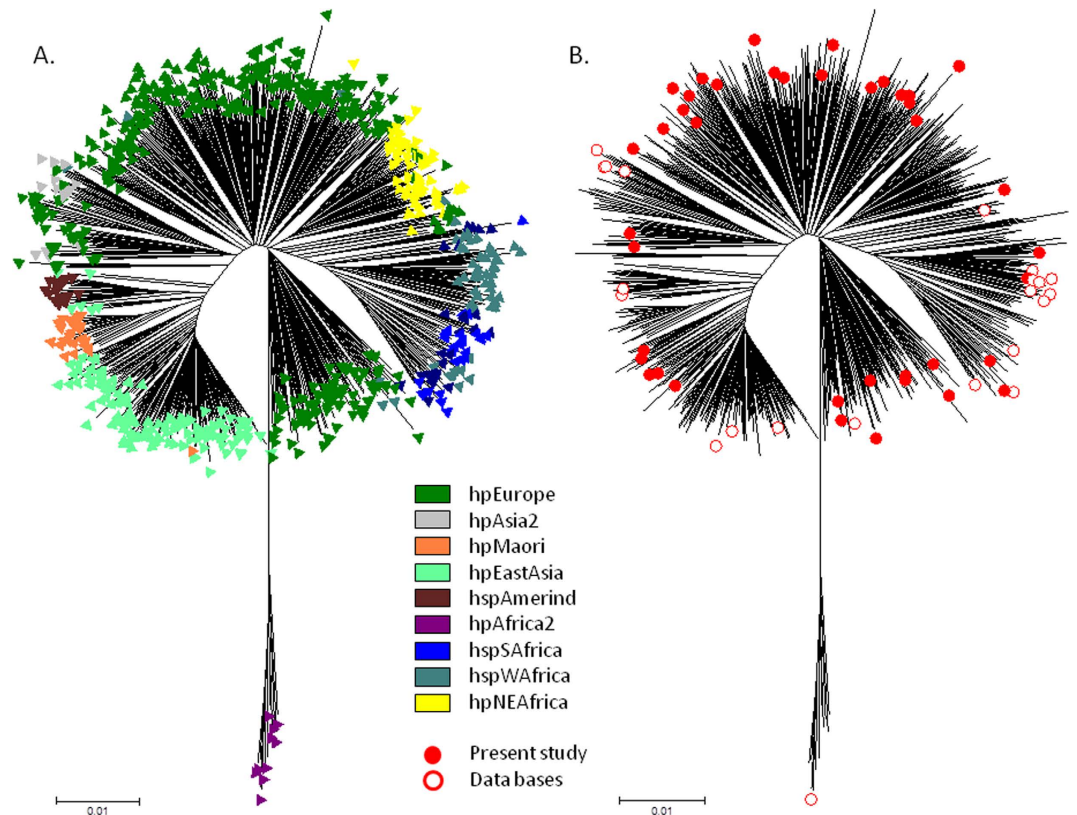 A.
B.
hpEurope
hpAsia2
hpMaori
hpEastAsia
hspAmerind
hpAfrica2
hspSAfrica
hspWAfrica
hpNEAfrica
Present study
Data bases
0.01
0.01